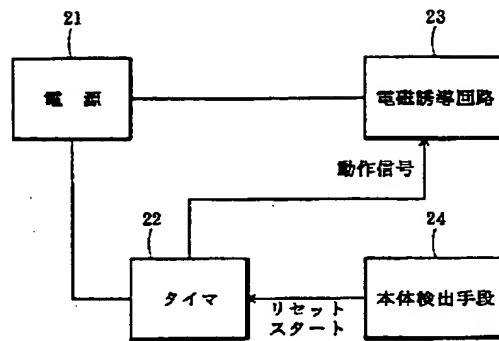 21
23
電源
電磁誘導回路
動作信号
22
24
タイマ
リセット
スタート
本体検出手段